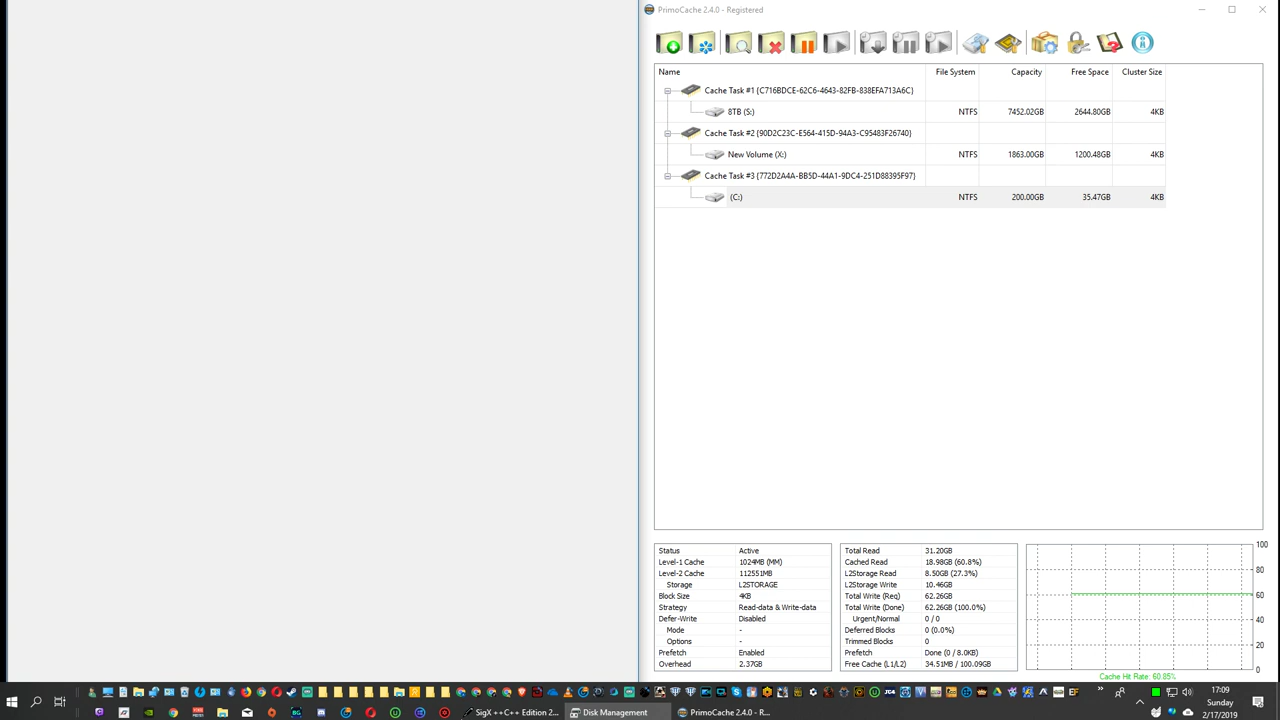 PrimoCache 2.4.0 - Registered
Name File System Capacity Free Space Cluster Size
Cache Task #1 {C716BDCE-62C6-4643-82FB-838EFA713A6C}
8TB (S:) NTFS 7452.02GB 2644.80GB 4KB
Cache Task #2 {90D2C23C-E564-415D-94A3-C95483F26740}
New Volume (X:) NTFS 1863.00GB 1200.48GB 4KB
Cache Task #3 {772D2A4A-BB5D-44A1-9DC4-251D88395F97}
(C:) NTFS 200.00GB 35.47GB 4KB
Status Active
Level-1 Cache 1024MB (MM)
Level-2 Cache 112551MB
Storage L2STORAGE
Block Size 4KB
Strategy Read-data & Write-data
Defer-Write Disabled
Mode -
Options -
Prefetch Enabled
Overhead 2.37GB
Total Read 31.20GB
Cached Read 18.98GB (60.8%)
L2Storage Read 8.50GB (27.3%)
L2Storage Write 10.46GB
Total Write (Req) 62.26GB
Total Write (Done) 62.26GB (100.0%)
Urgent/Normal 0 / 0
Deferred Blocks 0 (0.0%)
Trimmed Blocks 0
Prefetch Done (0 / 8.0KB)
Free Cache (L1/L2) 34.51MB / 100.09GB
100
80
60
40
20
0
Cache Hit Rate: 60.85%
17:09
Sunday
2/17/2019
SigX ++C++ Edition 2...
Disk Management
PrimoCache 2.4.0 - R...